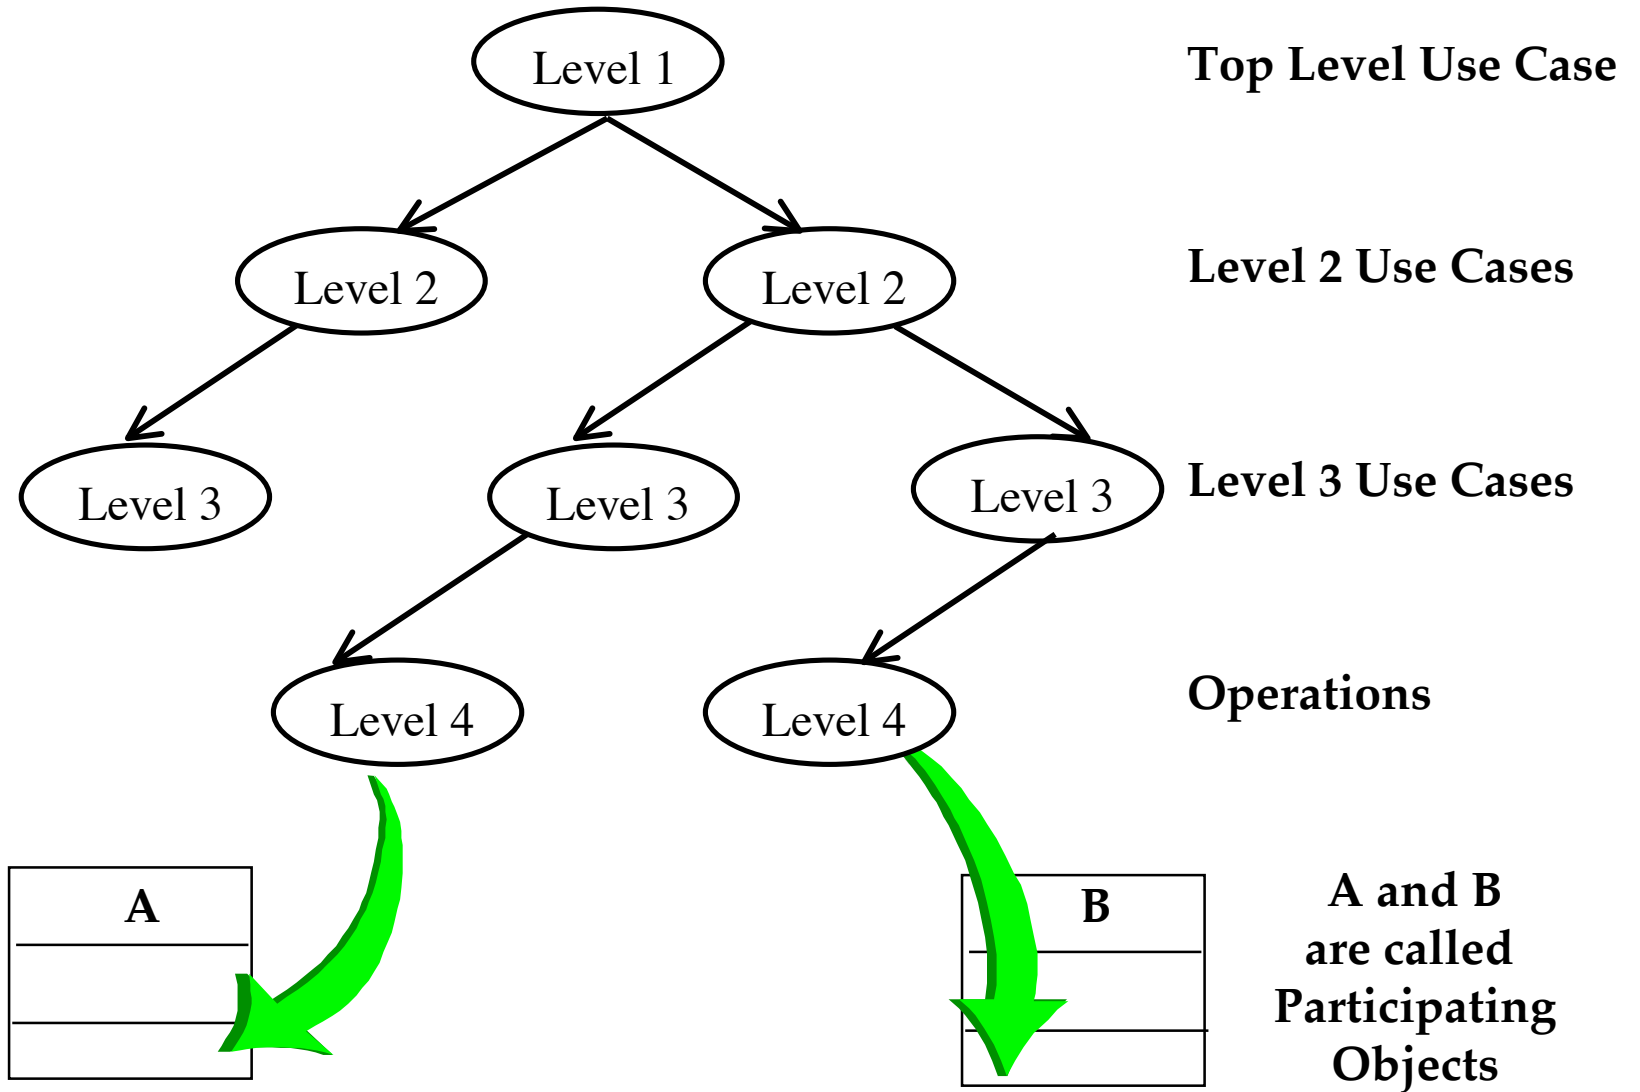 Level 1
Top Level Use Case
Level 2
Level 2
Level 2 Use Cases
Level 3
Level 3
Level 3
Level 3 Use Cases
Level 4
Level 4
Operations
A
B
A and B
are called
Participating
Objects